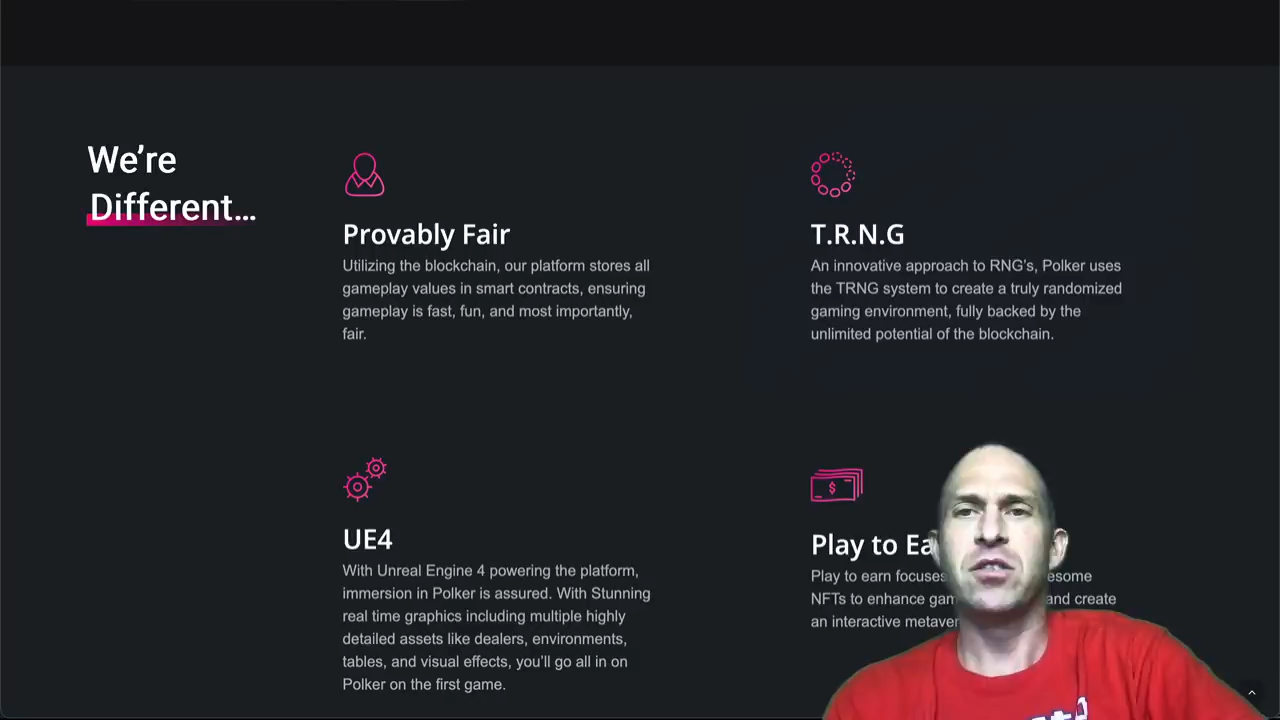 We're
Different...
Provably Fair
Utilizing the blockchain, our platform stores all
gameplay values in smart contracts, ensuring
gameplay is fast, fun, and most importantly,
fair.
T.R.N.G
An innovative approach to RNG's, Polker uses
the TRNG system to create a truly randomized
gaming environment, fully backed by the
unlimited potential of the blockchain.
UE4
With Unreal Engine 4 powering the platform,
immersion in Polker is assured. With Stunning
real time graphics including multiple highly
detailed assets like dealers, environments,
tables, and visual effects, you'll go all in on
Polker on the first game.
$
Play to
Play to earn focuses
NFTs to enhance and create
an interactive